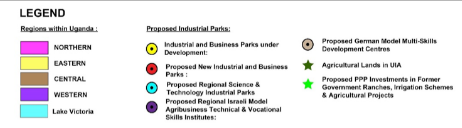 LEGEND
Regions within Uganda :
NORTHERN
EASTERN
CENTRAL
WESTERN
Lake Victoria
Proposed Industrial Parks:
Industrial and Business Parks under
Development:
Proposed New Industrial and Business
Parks :
Proposed Regional Science &
Technology Industrial Parks
Proposed Regional Israeli Model
Agribusiness Technical & Vocational
Skills Institutes:
Proposed German Model Multi-Skills
Development Centres
Agricultural Lands in UIA
Proposed PPP Investments in Former
Government Ranches, Irrigation Schemes
& Agricultural Projects